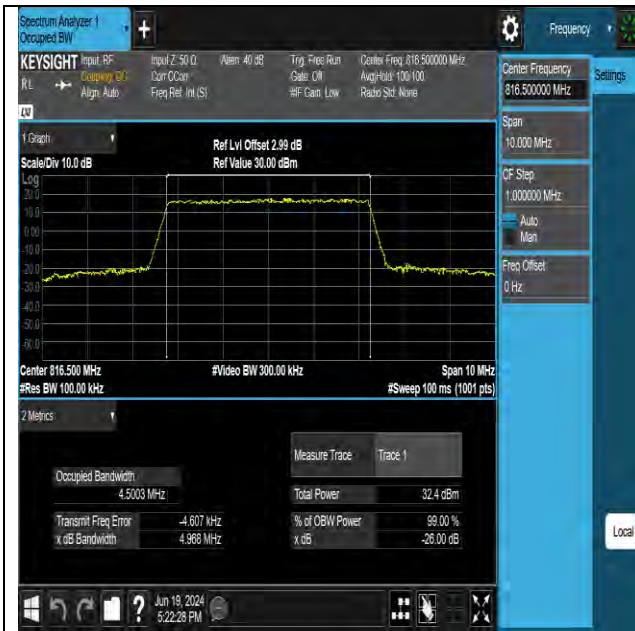 Spectrum Analyzer 1
Occupied BW
+
Frequency
KEYSIGHT
RL
Input: RF
Coupling: DC
Align: Auto
Input Z: 50 Ω
Corr CCorr
Freq Ref: Int (S)
Atten: 40 dB
Trig: Free Run
Gate: Off
#IF Gain: Low
Center Freq: 816.500000 MHz
Avg|Hold: 100/100
Radio Std: None
Center Frequency
816.500000 MHz
Settings
Span
10.000 MHz
CF Step
1.000000 MHz
Auto
Man
Freq Offset
0 Hz
1 Graph
Scale/Div 10.0 dB
Ref Lvl Offset 2.99 dB
Ref Value 30.00 dBm
Log
20.0
10.0
0.00
-10.0
-20.0
-30.0
-40.0
-50.0
-60.0
Center 816.500 MHz
#Video BW 300.00 kHz
Span 10 MHz
#Res BW 100.00 kHz
#Sweep 100 ms (1001 pts)
2 Metrics
Measure Trace
Trace 1
Occupied Bandwidth
4.5003 MHz
Total Power
32.4 dBm
Transmit Freq Error
-4.607 kHz
% of OBW Power
99.00 %
x dB Bandwidth
4.968 MHz
x dB
-26.00 dB
Local
?
Jun 19, 2024
5:22:28 PM